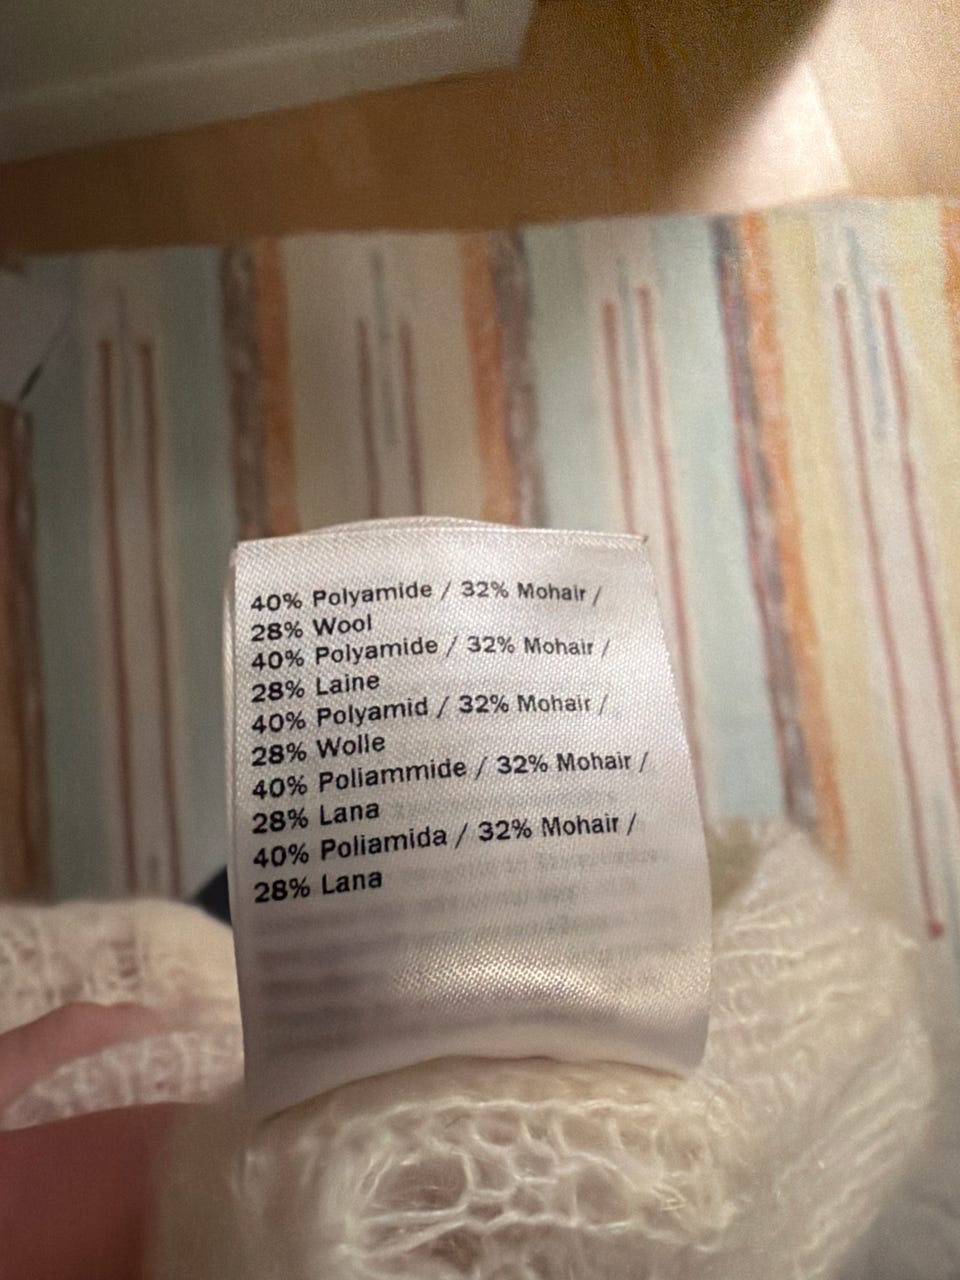 40% Polyamide / 32% Mohair /
28% Wool
40% Polyamide / 32% Mohair /
28% Laine
40% Polyamid / 32% Mohair /
28% Wolle
40% Poliammide / 32% Mohair /
28% Lana
40% Poliamida / 32% Mohair /
28% Lana